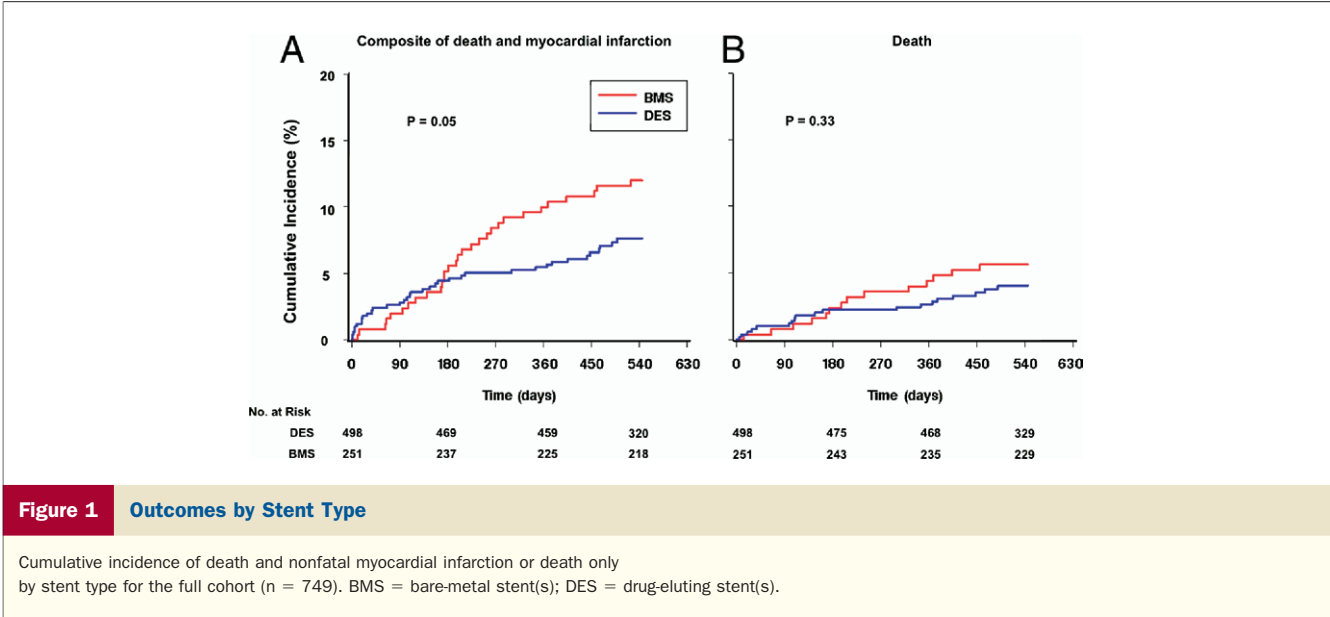 A Composite of death and myocardial infarction
Cumulative Incidence (%)
20
15
10
5
0
P = 0.05
BMS
DES
0 90 180 270 360 450 540 630
Time (days)
B Death
P = 0.33
0 90 180 270 360 450 540 630
Time (days)
No. at Risk
DES 498 469 459 320 498 475 468 329
BMS 251 237 225 218 251 243 235 229
Figure 1 Outcomes by Stent Type
Cumulative incidence of death and nonfatal myocardial infarction or death only
by stent type for the full cohort (n = 749). BMS = bare-metal stent(s); DES = drug-eluting stent(s).